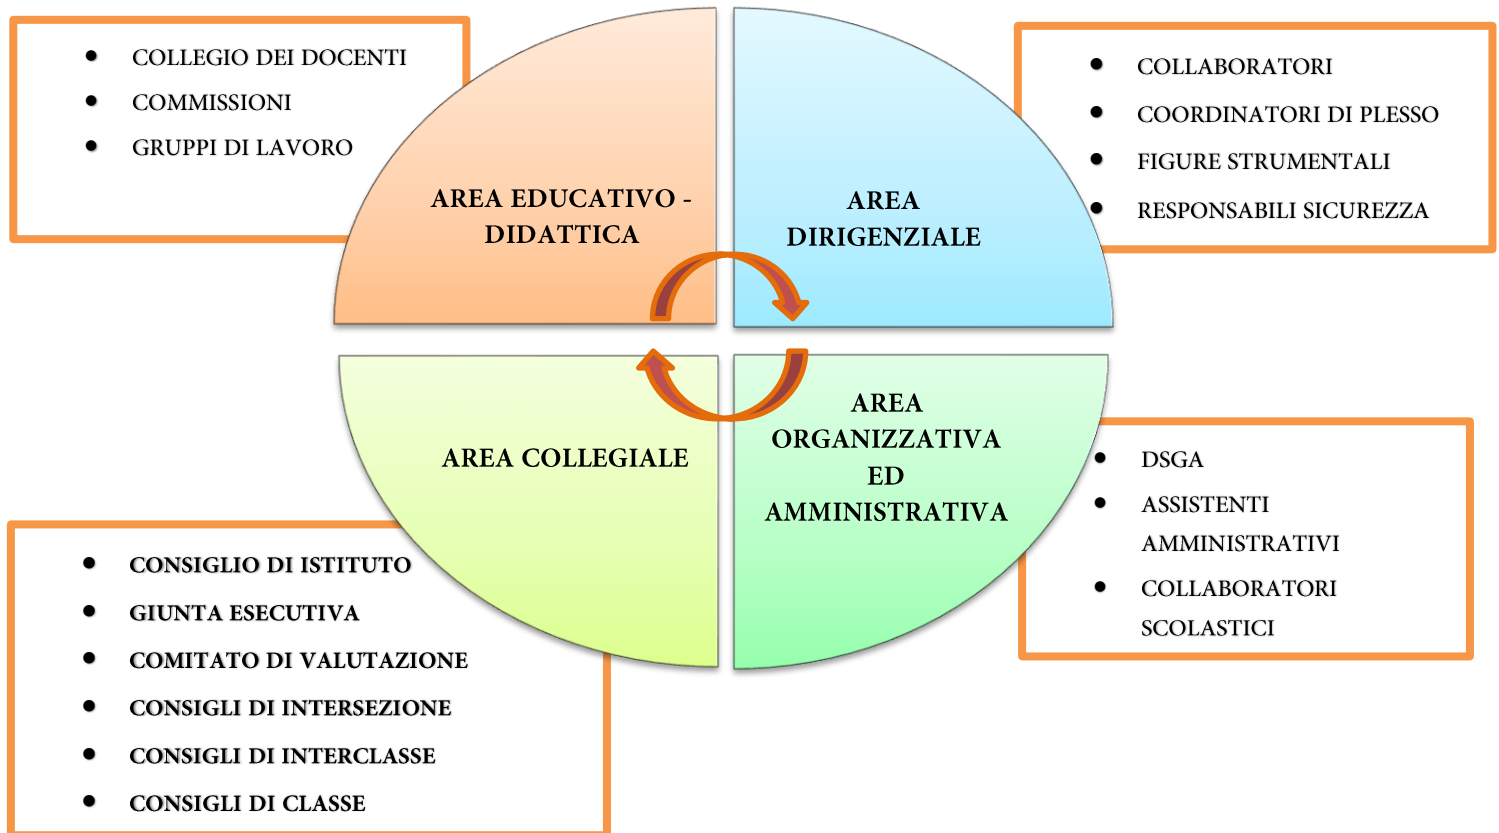 • COLLEGIO DEI DOCENTI
• COMMISSIONI
• GRUPPI DI LAVORO
AREA EDUCATIVO -
DIDATTICA
AREA
DIRIGENZIALE
• COLLABORATORI
• COORDINATORI DI PLESSO
• FIGURE STRUMENTALI
• RESPONSABILI SICUREZZA
AREA COLLEGIALE
AREA
ORGANIZZATIVA
ED
AMMINISTRATIVA
• DSGA
• ASSISTENTI
AMMINISTRATIVI
• COLLABORATORI
SCOLASTICI
• CONSIGLIO DI ISTITUTO
• GIUNTA ESECUTIVA
• COMITATO DI VALUTAZIONE
• CONSIGLI DI INTERSEZIONE
• CONSIGLI DI INTERCLASSE
• CONSIGLI DI CLASSE